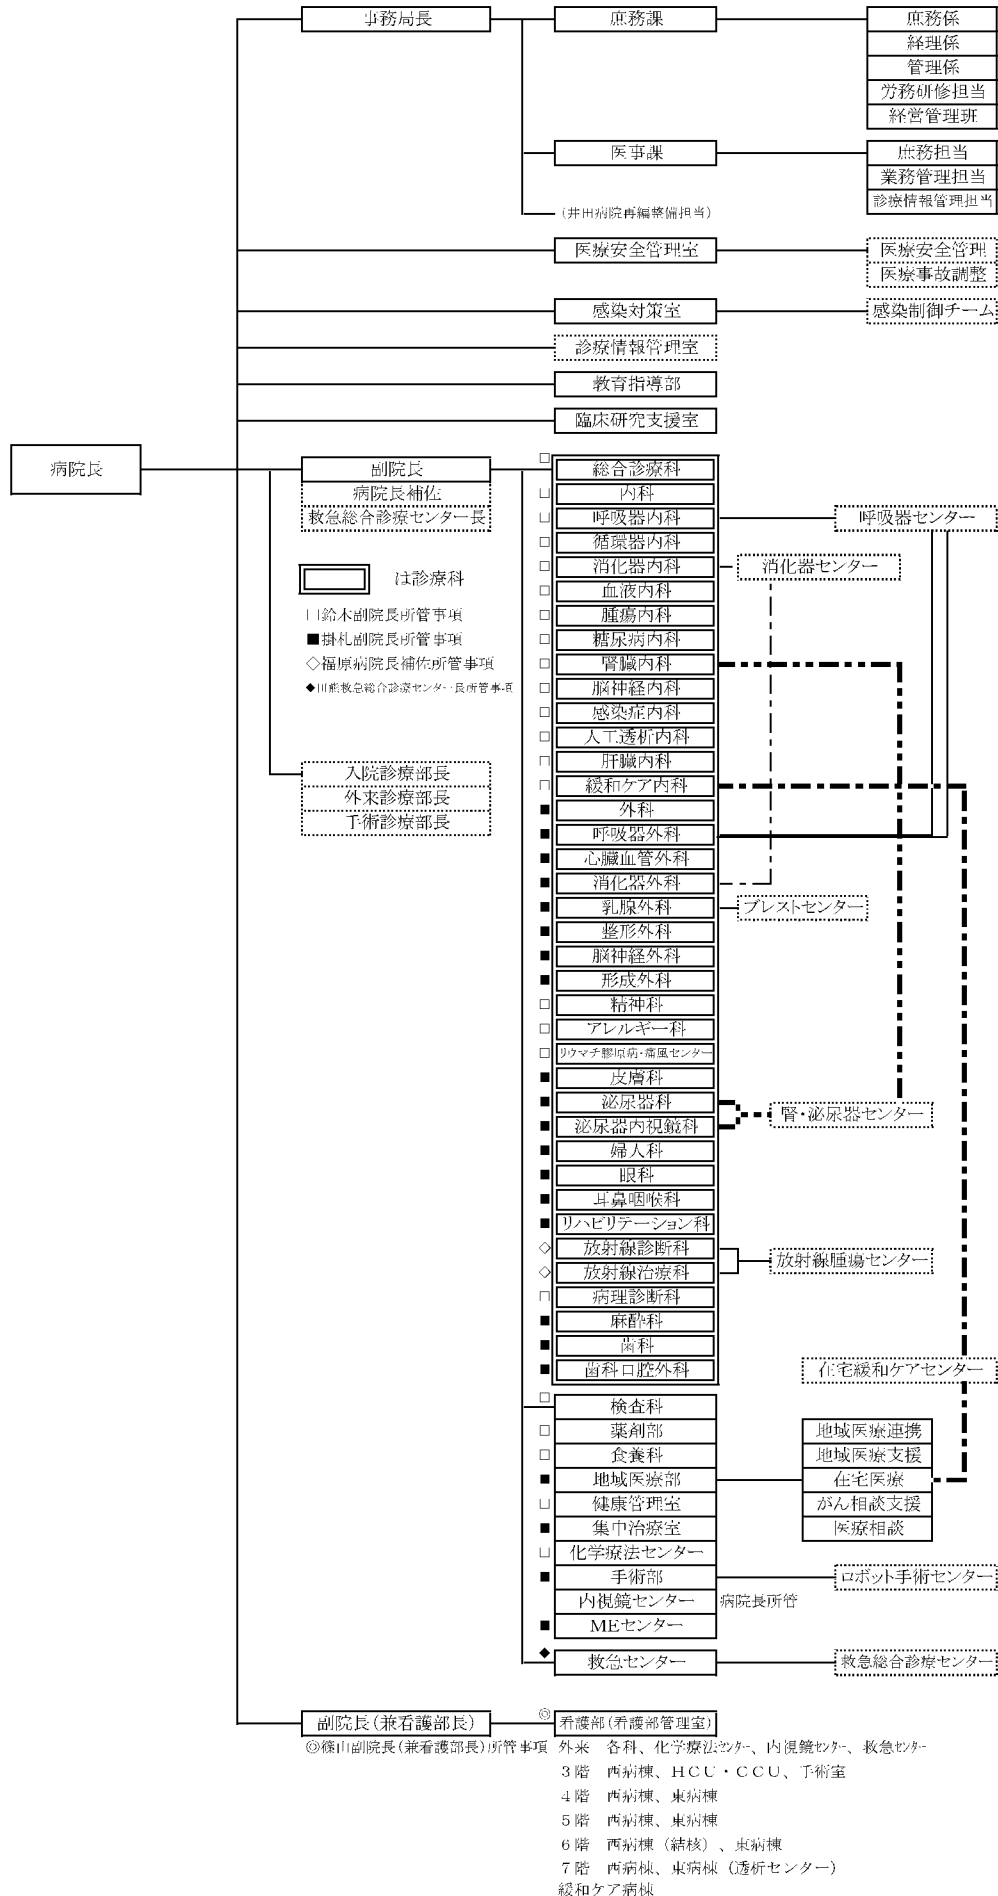 事務局長
庶務課
庶務係
経理係
管理係
労務研修担当
経営管理班
医事課
庶務担当
業務管理担当
診療情報管理担当
(井田病院再編整備担当)
医療安全管理室
医療安全管理
医療事故調整
感染対策室
感染制御チーム
診療情報管理室
教育指導部
臨床研究支援室
病院長
副院長
病院長補佐
救急総合診療センター長
は診療科
□鈴木副院長所管事項
■掛札副院長所管事項
◇福原病院長補佐所管事項
◆田熊救急総合診療センター長所管事項
入院診療部長
外来診療部長
手術診療部長
□ 総合診療科
□ 内科
□ 呼吸器内科
呼吸器センター
□ 循環器内科
□ 消化器内科
消化器センター
□ 血液内科
□ 腫瘍内科
□ 糖尿病内科
□ 腎臓内科
□ 脳神経内科
□ 感染症内科
□ 人工透析内科
□ 肝臓内科
□ 緩和ケア内科
■ 外科
■ 呼吸器外科
■ 心臓血管外科
■ 消化器外科
■ 乳腺外科
ブレストセンター
■ 整形外科
■ 脳神経外科
■ 形成外科
□ 精神科
□ アレルギー科
□ リウマチ膠原病・痛風センター
■ 皮膚科
■ 泌尿器科
腎・泌尿器センター
■ 泌尿器内視鏡科
■ 婦人科
■ 眼科
■ 耳鼻咽喉科
■ リハビリテーション科
◇ 放射線診断科
放射線腫瘍センター
◇ 放射線治療科
□ 病理診断科
■ 麻酔科
■ 歯科
■ 歯科口腔外科
在宅緩和ケアセンター
□ 検査科
□ 薬剤部
地域医療連携
□ 食養科
地域医療支援
■ 地域医療部
在宅医療
□ 健康管理室
がん相談支援
■ 集中治療室
医療相談
□ 化学療法センター
■ 手術部
ロボット手術センター
内視鏡センター 病院長所管
■ MEセンター
◆ 救急センター
救急総合診療センター
副院長(兼看護部長)
◎ 看護部(看護部管理室)
◎篠山副院長(兼看護部長)所管事項
外来 各科、化学療法センター、内視鏡センター、救急センター
3階 西病棟、HCU・CCU、手術室
4階 西病棟、東病棟
5階 西病棟、東病棟
6階 西病棟(結核)、東病棟
7階 西病棟、東病棟(透析センター)
緩和ケア病棟